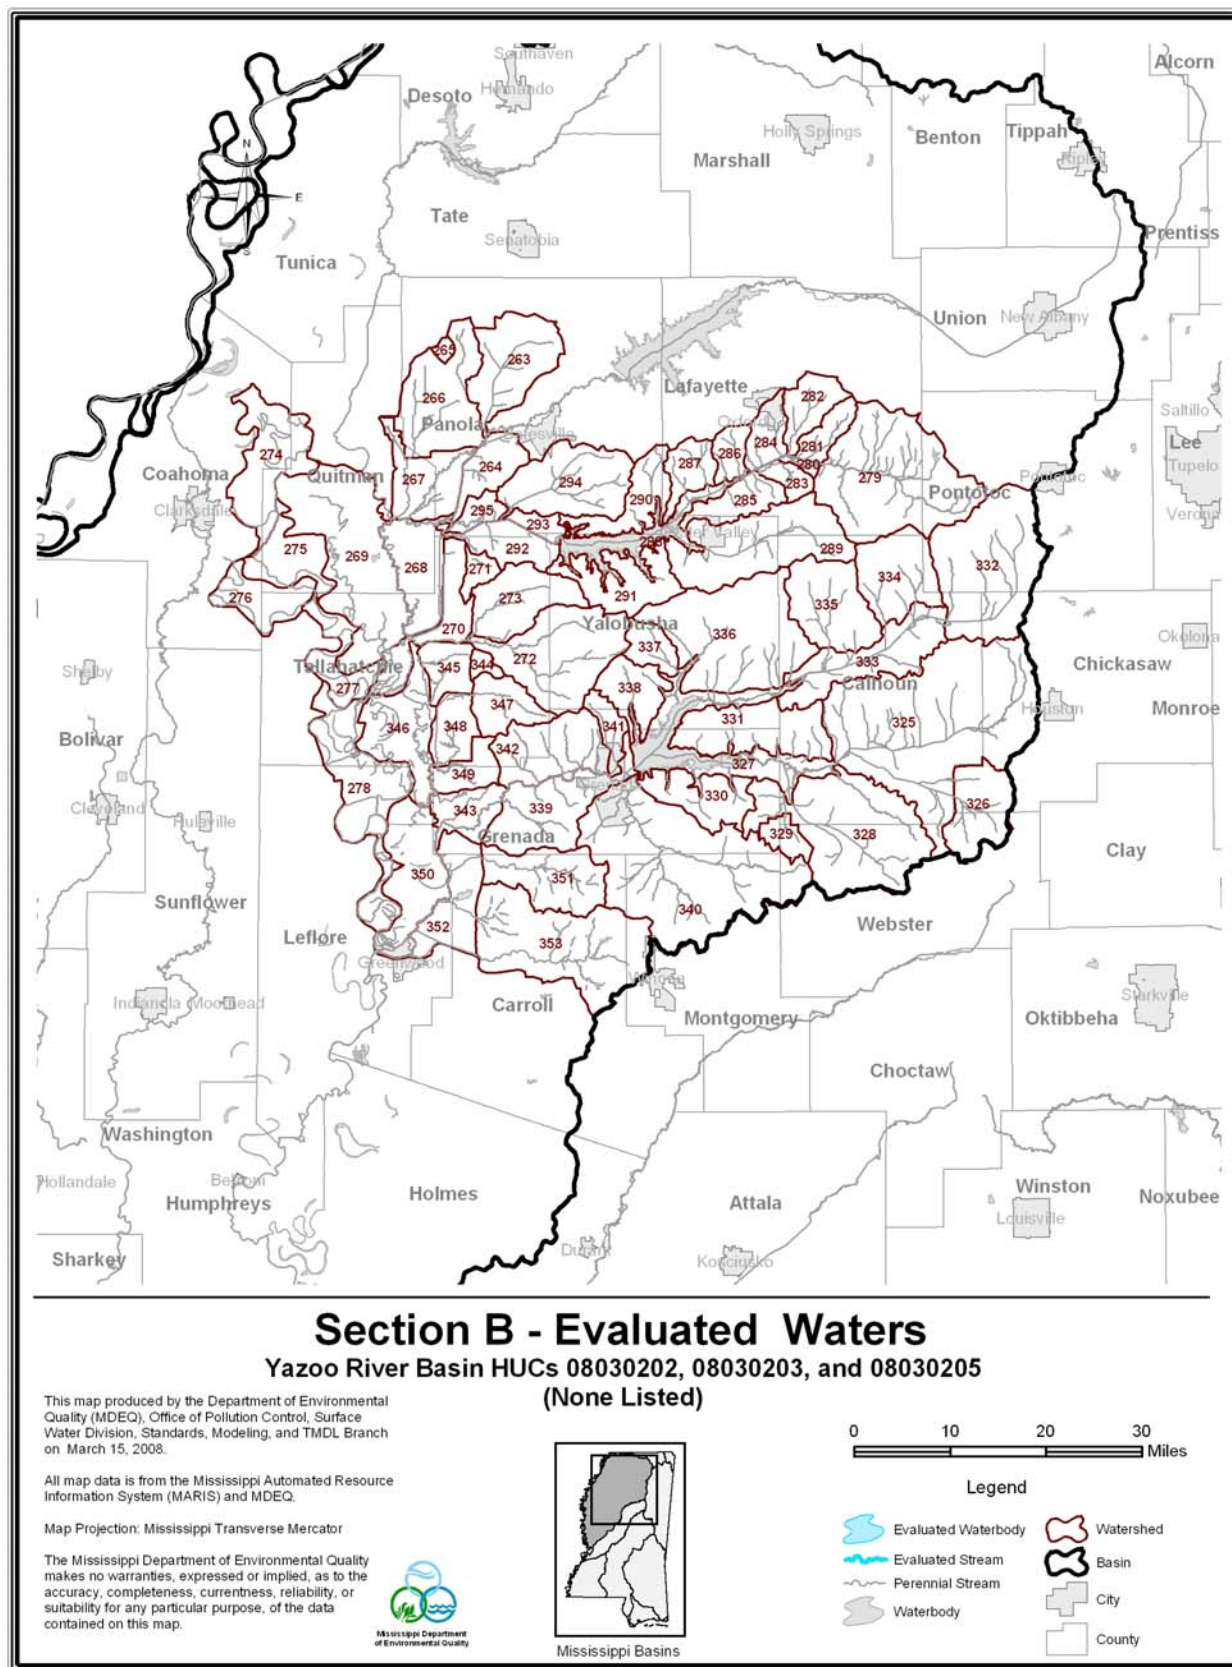 Southaven
Alcorn
Hernando
Desoto
Holly Springs
Benton
Tippah
Ripley
Marshall
N
E
S
Tate
Senatobia
Prentiss
Tunica
Union
New Albany
265
263
Lafayette
282
266
Saltillo
Panola
Batesville
Oxford
284
281
Lee
Tupelo
274
286
287
280
Coahoma
Quitman
264
267
294
283
279
Pontotoc
Pontotoc
Clarksdale
290
285
Verona
295
293
288
Water Valley
275
269
268
271
292
289
332
334
276
273
291
335
Okolona
270
Yalobusha
336
337
Tallahatchie
345
344
272
333
Chickasaw
Shelby
277
338
Calhoun
347
Houston
Monroe
346
348
341
331
325
Bolivar
342
327
349
278
330
326
Cleveland
Ruleville
343
339
Grenada
Grenada
329
328
Clay
350
351
Sunflower
340
Webster
Leflore
352
353
Greenwood
Winona
Indianola
Moorhead
Carroll
Montgomery
Starkville
Oktibbeha
Choctaw
Washington
Hollandale
Belzoni
Humphreys
Holmes
Attala
Winston
Noxubee
Louisville
Sharkey
Durant
Kosciusko
Section B - Evaluated Waters
Yazoo River Basin HUCs 08030202, 08030203, and 08030205
(None Listed)
This map produced by the Department of Environmental
Quality (MDEQ), Office of Pollution Control, Surface
Water Division, Standards, Modeling, and TMDL Branch
on March 15, 2008.
All map data is from the Mississippi Automated Resource
Information System (MARIS) and MDEQ.
Map Projection: Mississippi Transverse Mercator
The Mississippi Department of Environmental Quality
makes no warranties, expressed or implied, as to the
accuracy, completeness, currentness, reliability, or
suitability for any particular purpose, of the data
contained on this map.
Mississippi Department
of Environmental Quality
Mississippi Basins
0 10 20 30
Miles
Legend
Evaluated Waterbody
Evaluated Stream
Perennial Stream
Waterbody
Watershed
Basin
City
County